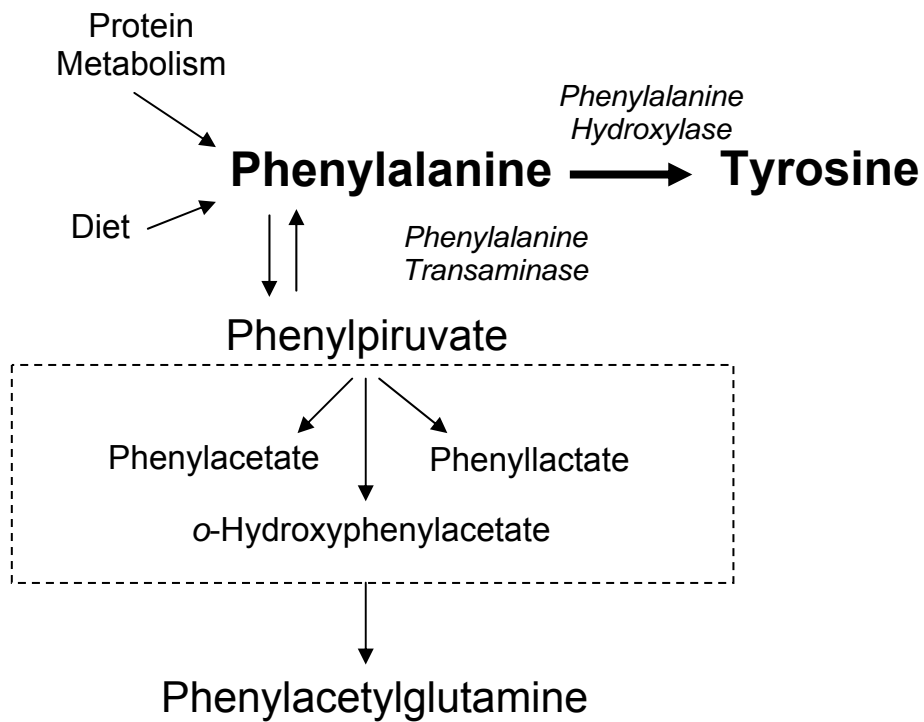 Protein
Metabolism
Phenylalanine
Hydroxylase
Phenylalanine
Tyrosine
Diet
Phenylalanine
Transaminase
Phenylpiruvate
Phenylacetate
Phenyllactate
o-Hydroxyphenylacetate
Phenylacetylglutamine